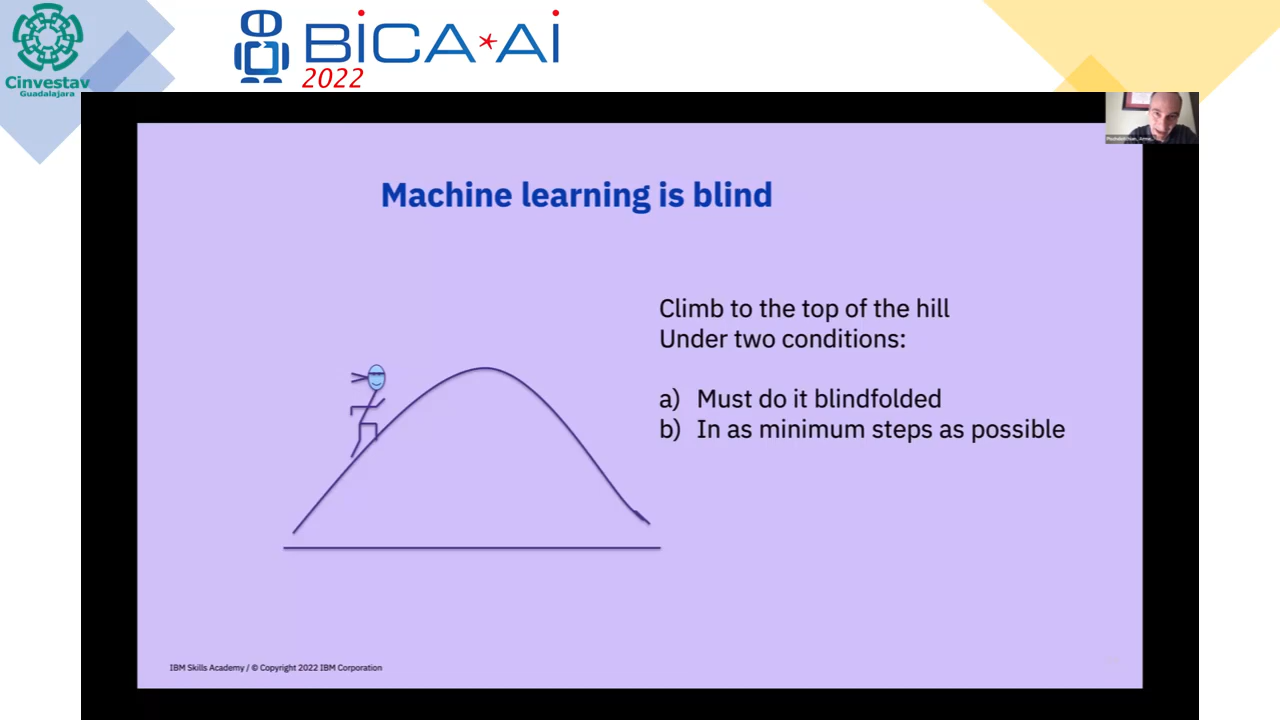 Cinvestav
Guadalajara
BiCA*Ai
2022
Machine learning is blind
Climb to the top of the hill
Under two conditions:
a) Must do it blindfolded
b) In as minimum steps as possible
IBM Skills Academy / © Copyright 2022 IBM Corporation